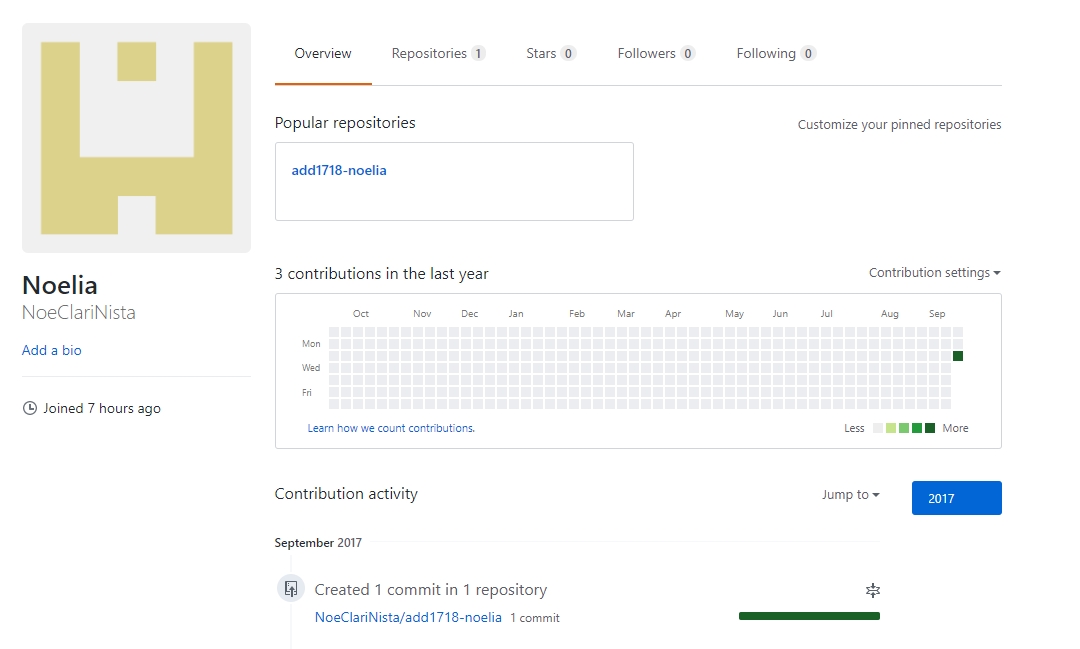 Overview Repositories 1 Stars 0 Followers 0 Following 0
Popular repositories
Customize your pinned repositories
add1718-noelia
Noelia
NoeClariNista
Add a bio
Joined 7 hours ago
3 contributions in the last year
Contribution settings
Oct Nov Dec Jan Feb Mar Apr May Jun Jul Aug Sep
Mon
Wed
Fri
Learn how we count contributions.
Less More
Contribution activity
Jump to
2017
September 2017
Created 1 commit in 1 repository
NoeClariNista/add1718-noelia 1 commit